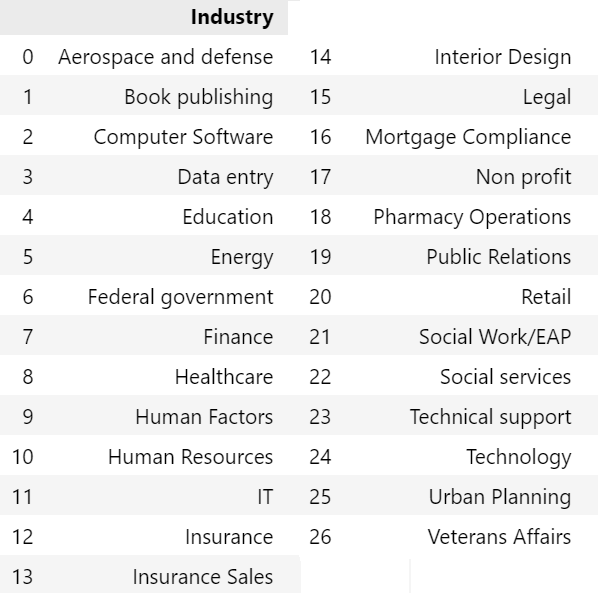 Industry
0 Aerospace and defense
1 Book publishing
2 Computer Software
3 Data entry
4 Education
5 Energy
6 Federal government
7 Finance
8 Healthcare
9 Human Factors
10 Human Resources
11 IT
12 Insurance
13 Insurance Sales
14 Interior Design
15 Legal
16 Mortgage Compliance
17 Non profit
18 Pharmacy Operations
19 Public Relations
20 Retail
21 Social Work/EAP
22 Social services
23 Technical support
24 Technology
25 Urban Planning
26 Veterans Affairs